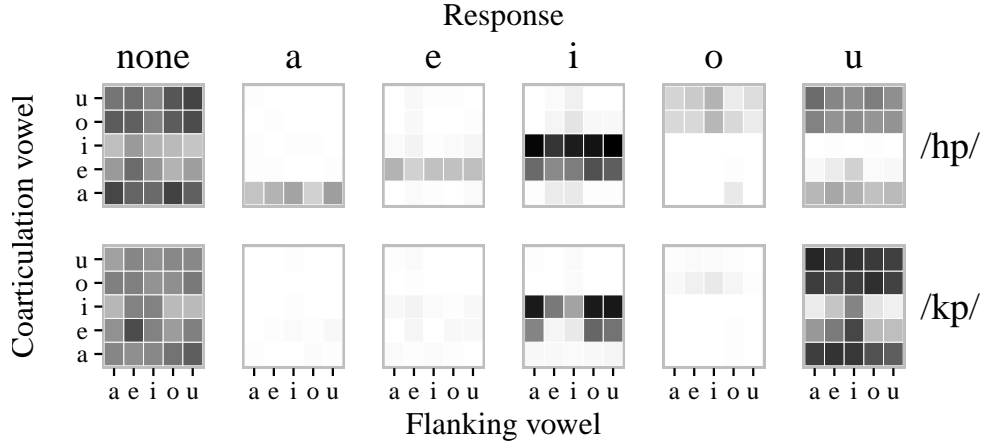 Response
none a e i o u
Coarticulation vowel
u
o
i
e
a
/hp/
u
o
i
e
a
/kp/
a e i o u a e i o u a e i o u a e i o u a e i o u a e i o u
Flanking vowel